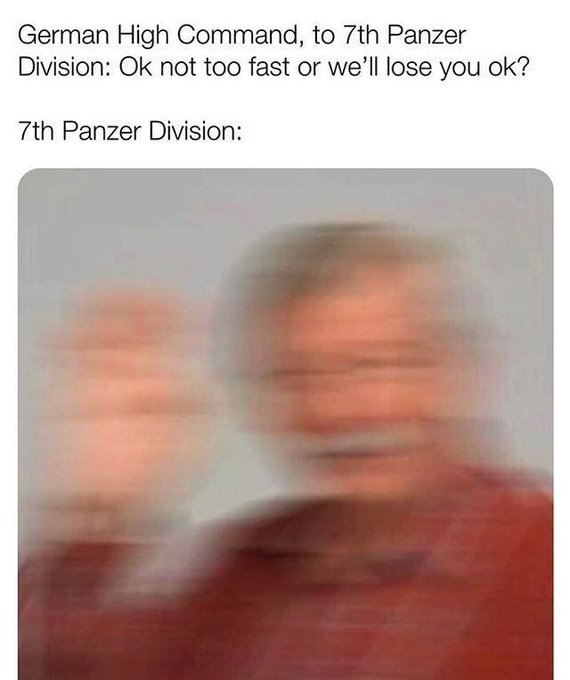 German High Command, to 7th Panzer
Division: Ok not too fast or we’ll lose you ok?
7th Panzer Division: